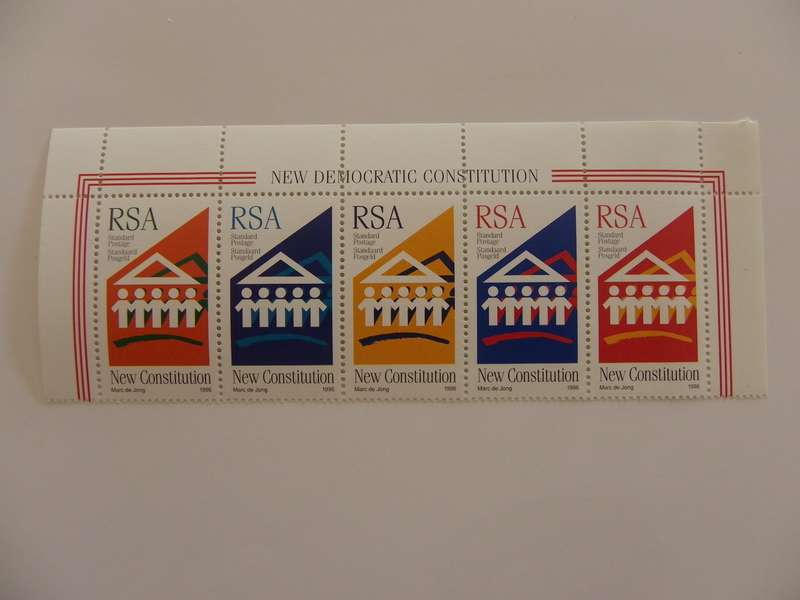 NEW DEMOCRATIC CONSTITUTION
RSA
Standard
Postage
Standaard
Posgeld
New Constitution
Marc de Jong 1996
RSA
Standard
Postage
Standaard
Posgeld
New Constitution
Marc de Jong 1996
RSA
Standard
Postage
Standaard
Posgeld
New Constitution
Marc de Jong 1996
RSA
Standard
Postage
Standaard
Posgeld
New Constitution
Marc de Jong 1996
RSA
Standard
Postage
Standaard
Posgeld
New Constitution
Marc de Jong 1996